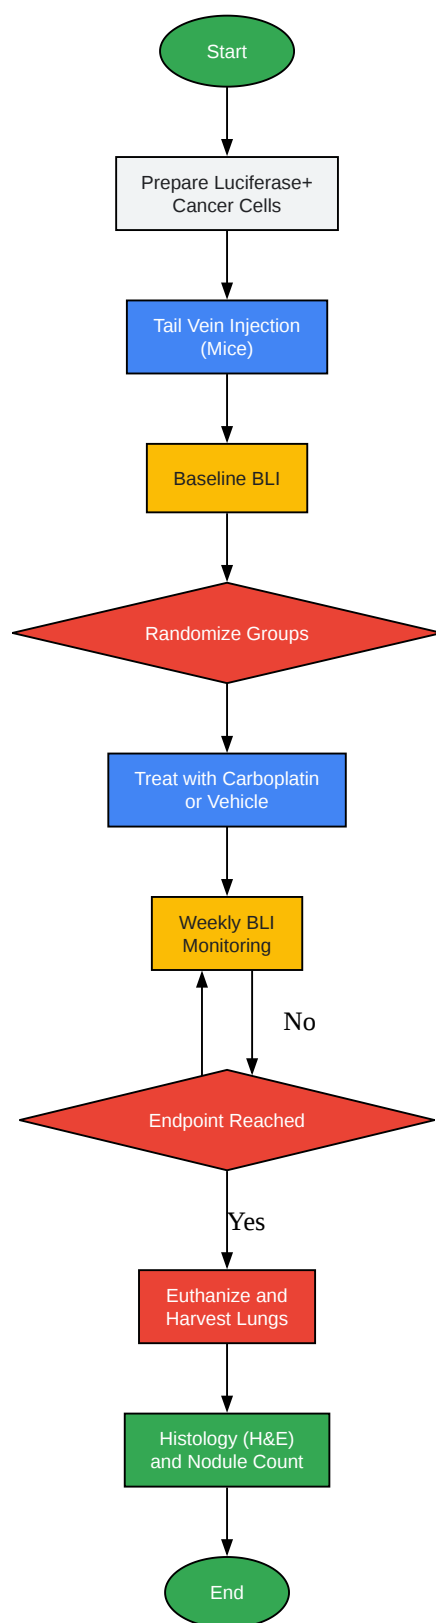 Start
Prepare Luciferase+
Cancer Cells
Tail Vein Injection
(Mice)
Baseline BLI
Randomize Groups
Treat with Carboplatin
or Vehicle
Weekly BLI
Monitoring
No
Endpoint Reached
Yes
Euthanize and
Harvest Lungs
Histology (H&E)
and Nodule Count
End